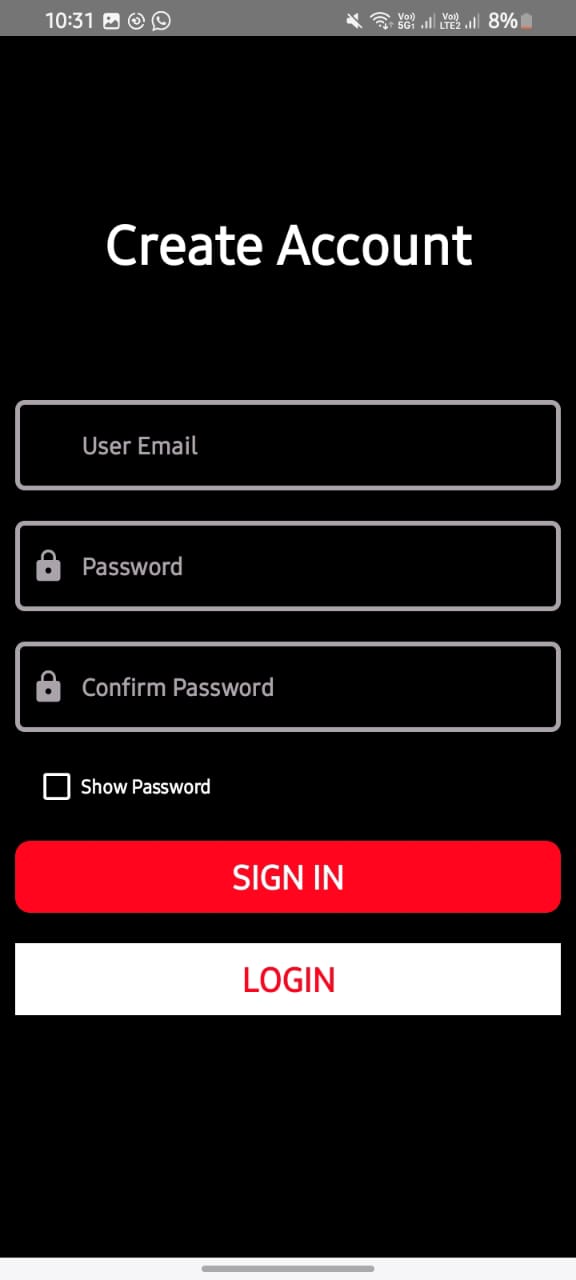 10:31 Vo) 5G1 Vo) LTE2 8%
Create Account
User Email
Password
Confirm Password
Show Password
SIGN IN
LOGIN